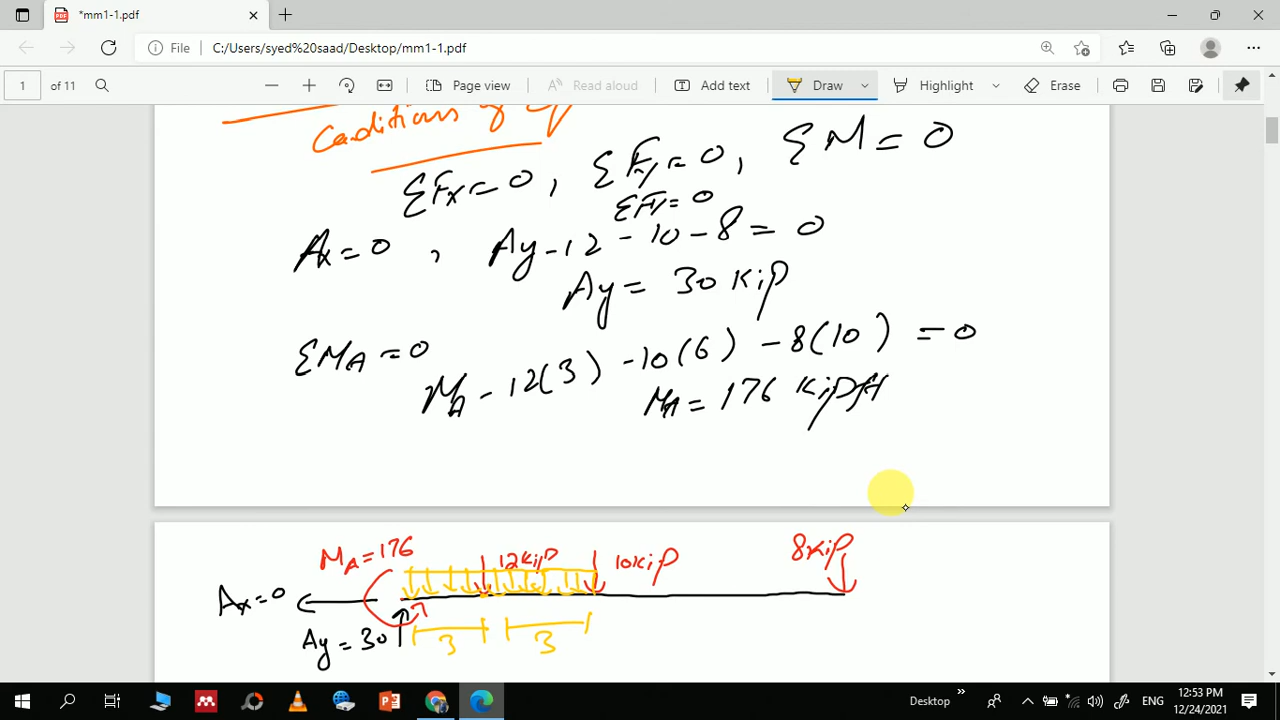 *mm1-1.pdf
File C:/Users/syed%20saad/Desktop/mm1-1.pdf
1 of 11 Page view Read aloud Add text Draw Highlight Erase
Conditions of
ΣFx=0, ΣFy=0, ΣM=0
ΣFy=0
Ax=0, Ay-12-10-8=0
Ay=30 Kip
ΣMA=0
MA-12(3)-10(6)-8(10)=0
MA=176 Kipft
MA=176 12Kip 10Kip 8Kip
Ax=0
Ay=30 3 3
Desktop ENG 12:53 PM
12/24/2021